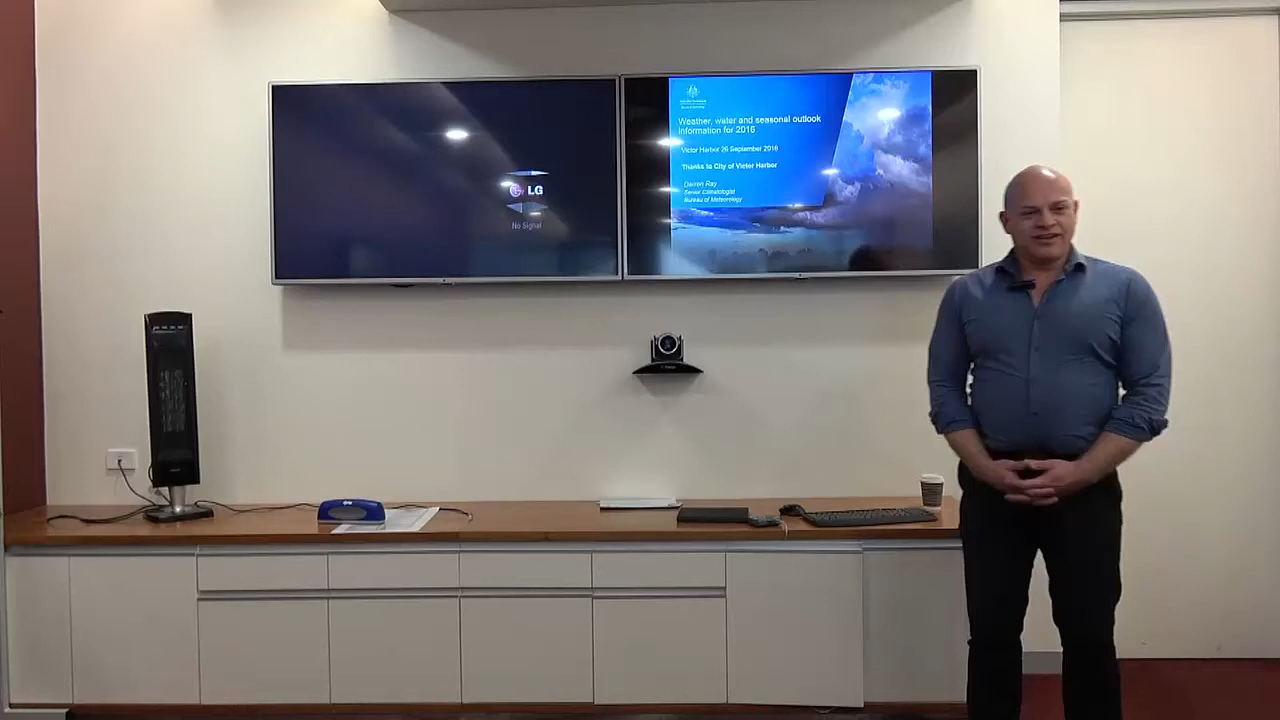 LG
No Signal
Weather, water and seasonal outlook
information for 2016
Victor Harbor 26 September 2016
Thanks to City of Victor Harbor
Darren Ray
Senior Climatologist
Bureau of Meteorology